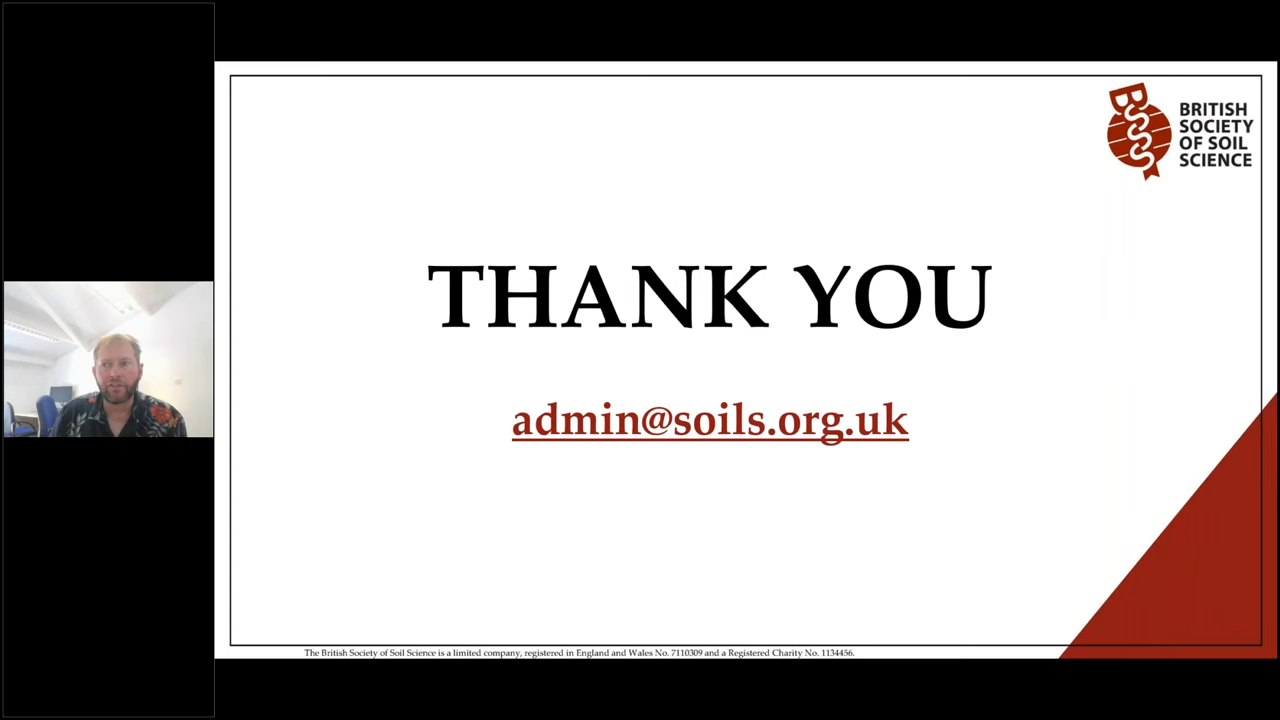 BSSS
BRITISH
SOCIETY
OF SOIL
SCIENCE
THANK YOU
admin@soils.org.uk
The British Society of Soil Science is a limited company, registered in England and Wales No. 7110309 and a Registered Charity No. 1134456.